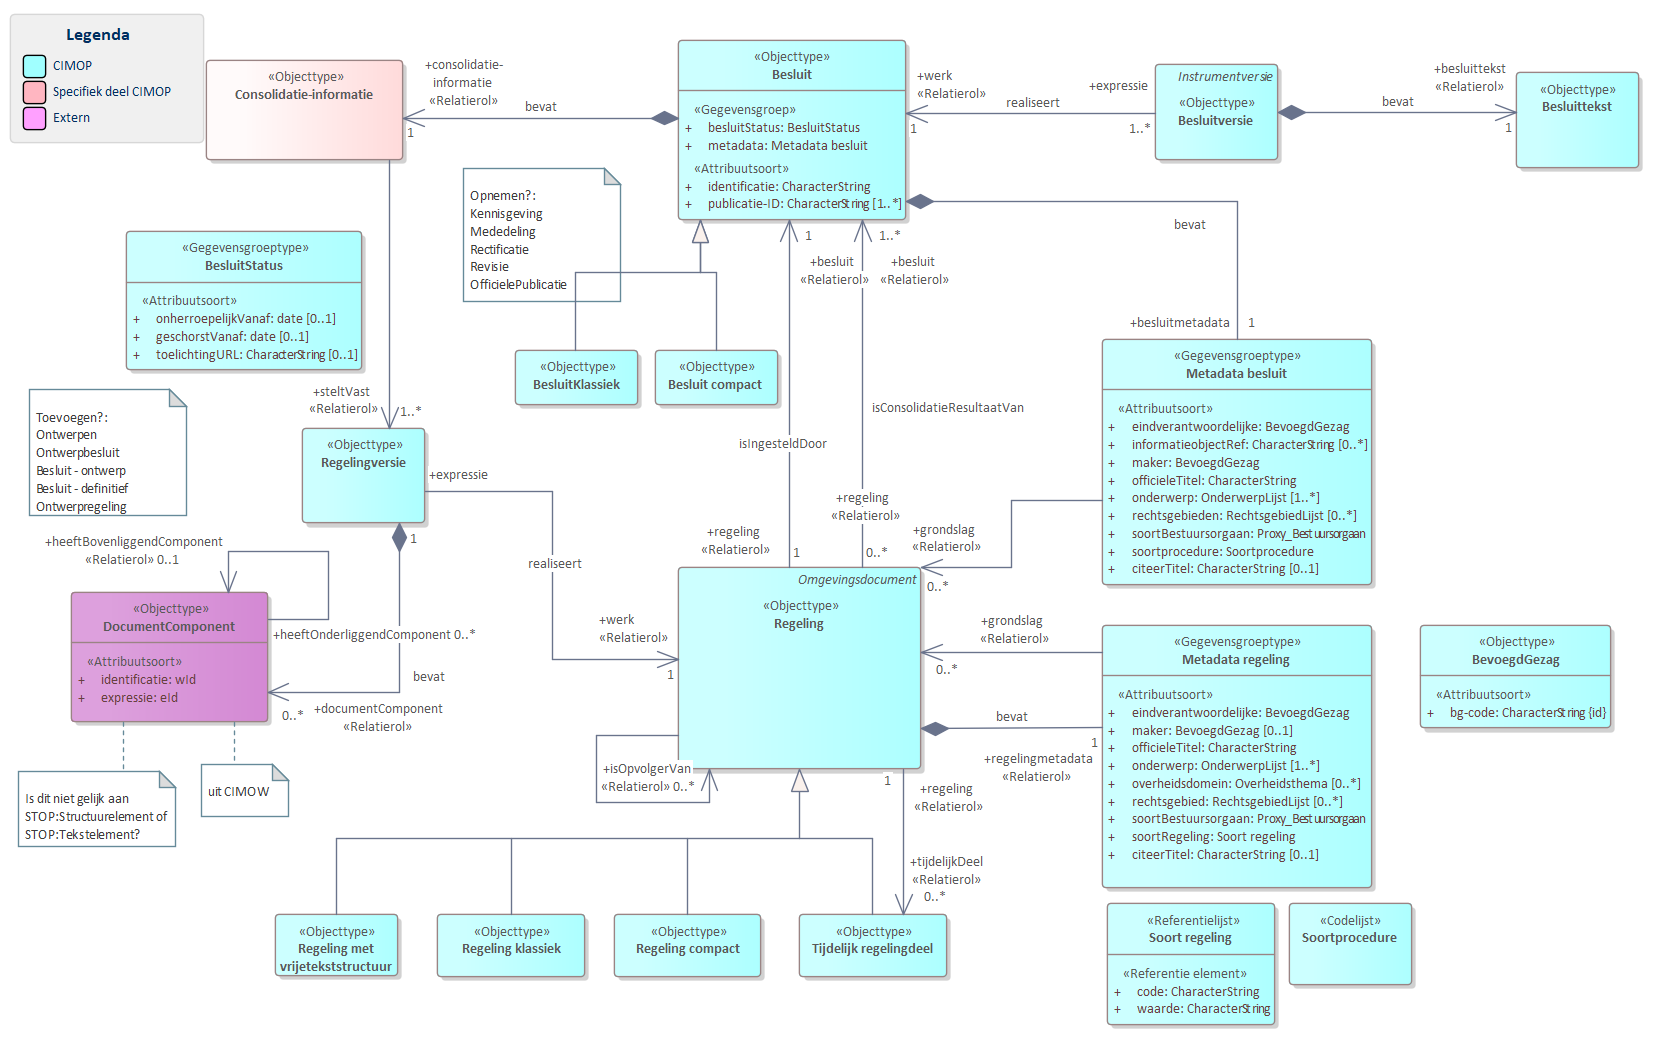 Legenda
CIMOP
Specifiek deel CIMOP
Extern
«Objecttype»
Consolidatie-informatie
+consolidatie-
informatie
«Relatierol»
1
bevat
«Objecttype»
Besluit
«Gegevensgroep»
+ besluitStatus: BesluitStatus
+ metadata: Metadata besluit
«Attribuutsoort»
+ identificatie: CharacterString
+ publicatie-ID: CharacterString [1..*]
+werk
«Relatierol»
1
realiseert
+expressie
1..*
Instrumentversie
«Objecttype»
Besluitversie
bevat
+besluittekst
«Relatierol»
1
«Objecttype»
Besluittekst
Opnemen?:
Kennisgeving
Mededeling
Rectificatie
Revisie
OfficielePublicatie
«Gegevensgroeptype»
BesluitStatus
«Attribuutsoort»
+ onherroepelijkVanaf: date [0..1]
+ geschorstVanaf: date [0..1]
+ toelichtingURL: CharacterString [0..1]
1
+besluit
«Relatierol»
1..*
+besluit
«Relatierol»
bevat
+besluitmetadata 1
«Objecttype»
BesluitKlassiek
«Objecttype»
Besluit compact
«Gegevensgroeptype»
Metadata besluit
«Attribuutsoort»
+ eindverantwoordelijke: BevoegdGezag
+ informatieobjectRef: CharacterString [0..*]
+ maker: BevoegdGezag
+ officieleTitel: CharacterString
+ onderwerp: OnderwerpLijst [1..*]
+ rechtsgebieden: RechtsgebiedLijst [0..*]
+ soortBestuursorgaan: Proxy_Bestuursorgaan
+ soortprocedure: Soortprocedure
+ citeerTitel: CharacterString [0..1]
Toevoegen?:
Ontwerpen
Ontwerpbesluit
Besluit - ontwerp
Besluit - definitief
Ontwerpregeling
+steltVast
«Relatierol»
1..*
«Objecttype»
Regelingversie
+expressie
1
isIngesteldDoor
isConsolidatieResultaatVan
+regeling
«Relatierol»
1
+regeling
«Relatierol»
0..*
+grondslag
«Relatierol»
0..*
+heeftBovenliggendComponent
«Relatierol» 0..1
realiseert
«Objecttype»
DocumentComponent
«Attribuutsoort»
+ identificatie: wId
+ expressie: eId
+heeftOnderliggendComponent 0..*
bevat
0..*
+documentComponent
«Relatierol»
+werk
«Relatierol»
1
Omgevingsdocument
«Objecttype»
Regeling
+grondslag
«Relatierol»
0..*
«Gegevensgroeptype»
Metadata regeling
«Attribuutsoort»
+ eindverantwoordelijke: BevoegdGezag
+ maker: BevoegdGezag [0..1]
+ officieleTitel: CharacterString
+ onderwerp: OnderwerpLijst [1..*]
+ overheidsdomein: Overheidsthema [0..*]
+ rechtsgebied: RechtsgebiedLijst [0..*]
+ soortBestuursorgaan: Proxy_Bestuursorgaan
+ soortRegeling: Soort regeling
+ citeerTitel: CharacterString [0..1]
«Objecttype»
BevoegdGezag
«Attribuutsoort»
+ bg-code: CharacterString {id}
bevat
1
+regelingmetadata
«Relatierol»
Is dit niet gelijk aan
STOP:Structuurelement of
STOP:Tekstelement?
uit CIMOW
+isOpvolgerVan
«Relatierol» 0..*
1
+regeling
«Relatierol»
+tijdelijkDeel
«Relatierol»
0..*
«Objecttype»
Regeling met
vrijetekststructuur
«Objecttype»
Regeling klassiek
«Objecttype»
Regeling compact
«Objecttype»
Tijdelijk regelingdeel
«Referentielijst»
Soort regeling
«Referentie element»
+ code: CharacterString
+ waarde: CharacterString
«Codelijst»
Soortprocedure